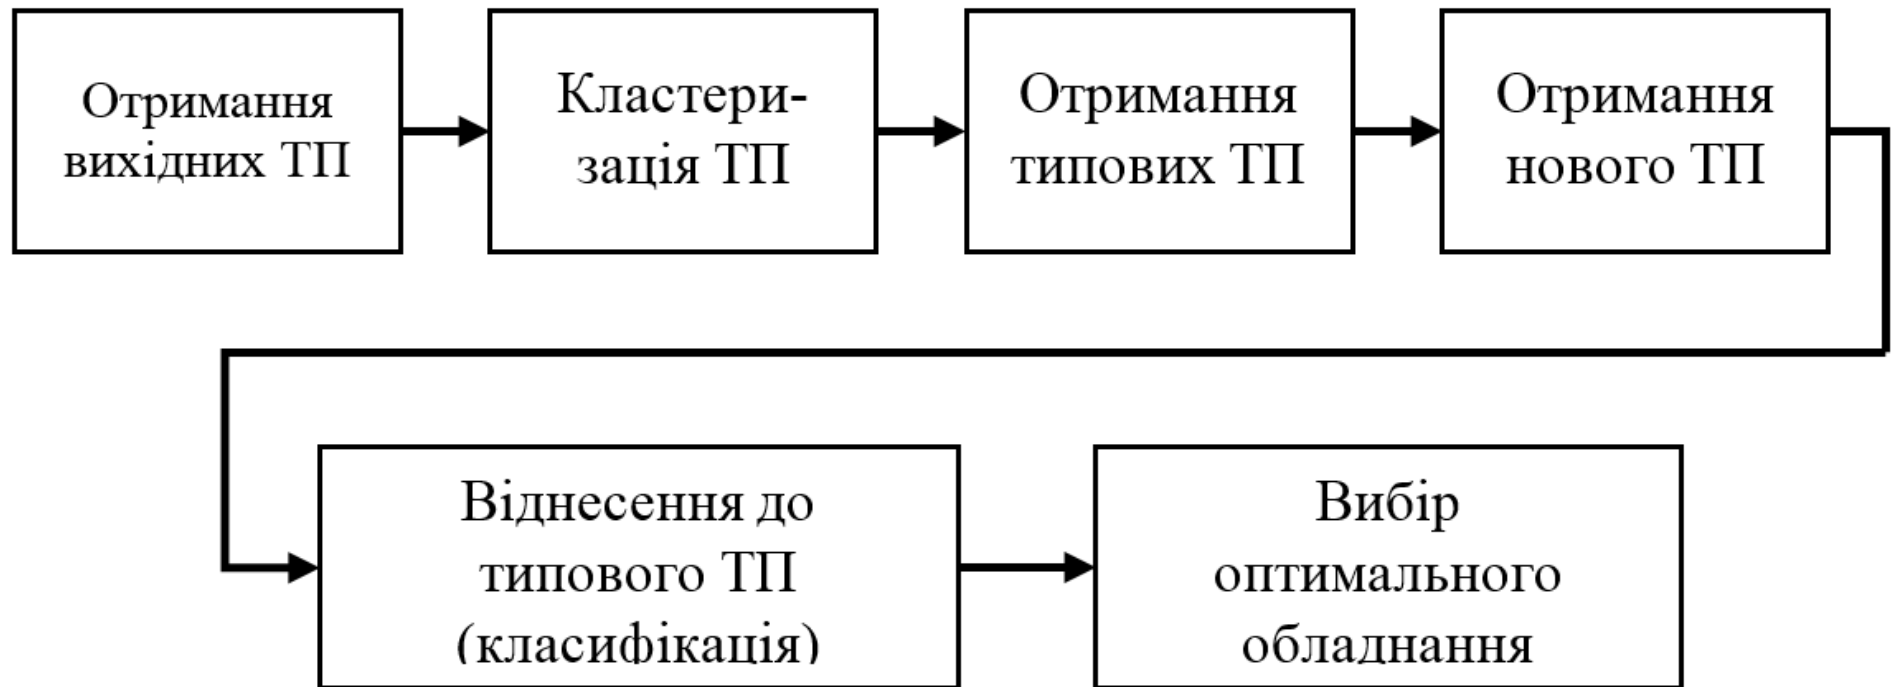 Отримання
вихідних ТП
Кластери-
зація ТП
Отримання
типових ТП
Отримання
нового ТП
Віднесення до
типового ТП
(класифікація)
Вибір
оптимального
обладнання